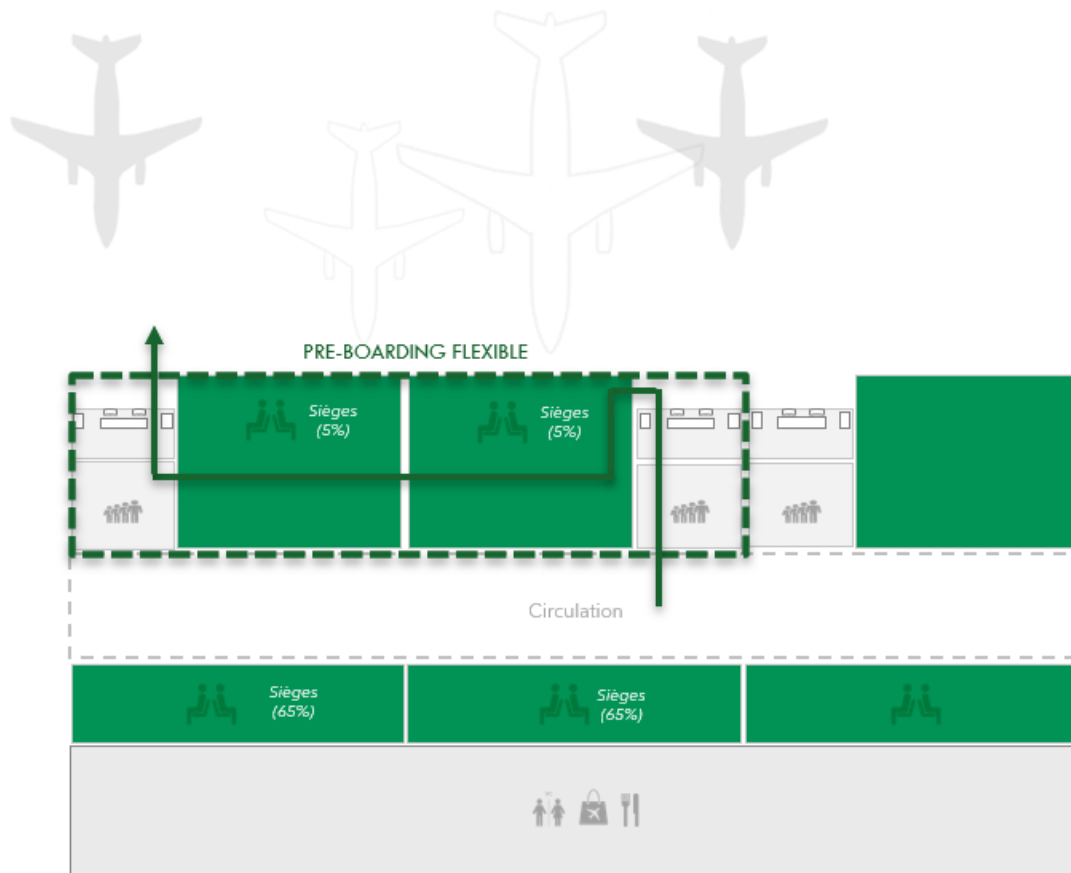 PRE-BOARDING FLEXIBLE
Sièges
(5%)
Sièges
(5%)
Circulation
Sièges
(65%)
Sièges
(65%)